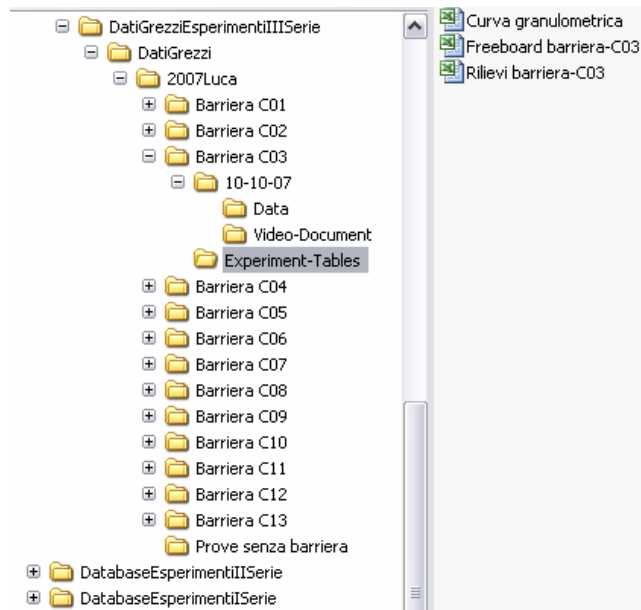 DatiGrezziEsperimentiIIISerie
DatiGrezzi
2007Luca
Barriera C01
Barriera C02
Barriera C03
10-10-07
Data
Video-Document
Experiment-Tables
Barriera C04
Barriera C05
Barriera C06
Barriera C07
Barriera C08
Barriera C09
Barriera C10
Barriera C11
Barriera C12
Barriera C13
Prove senza barriera
DatabaseEsperimentiIISerie
DatabaseEsperimentiISerie
Curva granulometrica
Freeboard barriera-C03
Rilievi barriera-C03